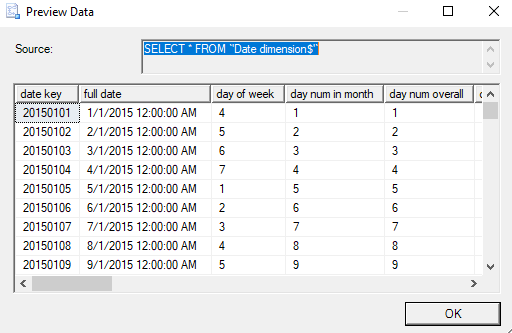 Preview Data
Source: SELECT * FROM `Date dimension$`
date key full date day of week day num in month day num overall
20150101 1/1/2015 12:00:00 AM 4 1 1
20150102 2/1/2015 12:00:00 AM 5 2 2
20150103 3/1/2015 12:00:00 AM 6 3 3
20150104 4/1/2015 12:00:00 AM 7 4 4
20150105 5/1/2015 12:00:00 AM 1 5 5
20150106 6/1/2015 12:00:00 AM 2 6 6
20150107 7/1/2015 12:00:00 AM 3 7 7
20150108 8/1/2015 12:00:00 AM 4 8 8
20150109 9/1/2015 12:00:00 AM 5 9 9
OK